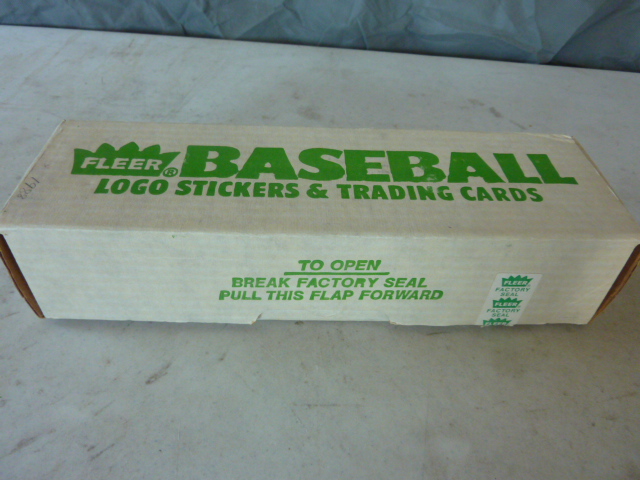 FLEER® BASEBALL
LOGO STICKERS & TRADING CARDS
TO OPEN
BREAK FACTORY SEAL
PULL THIS FLAP FORWARD
FLEER
FACTORY
SEAL
FLEER
FACTORY
SEAL